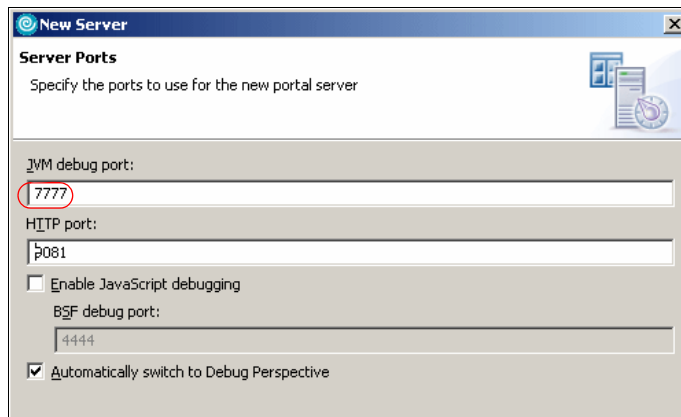 New Server
Server Ports
Specify the ports to use for the new portal server
JVM debug port:
7777
HTTP port:
9081
Enable JavaScript debugging
BSF debug port:
4444
Automatically switch to Debug Perspective